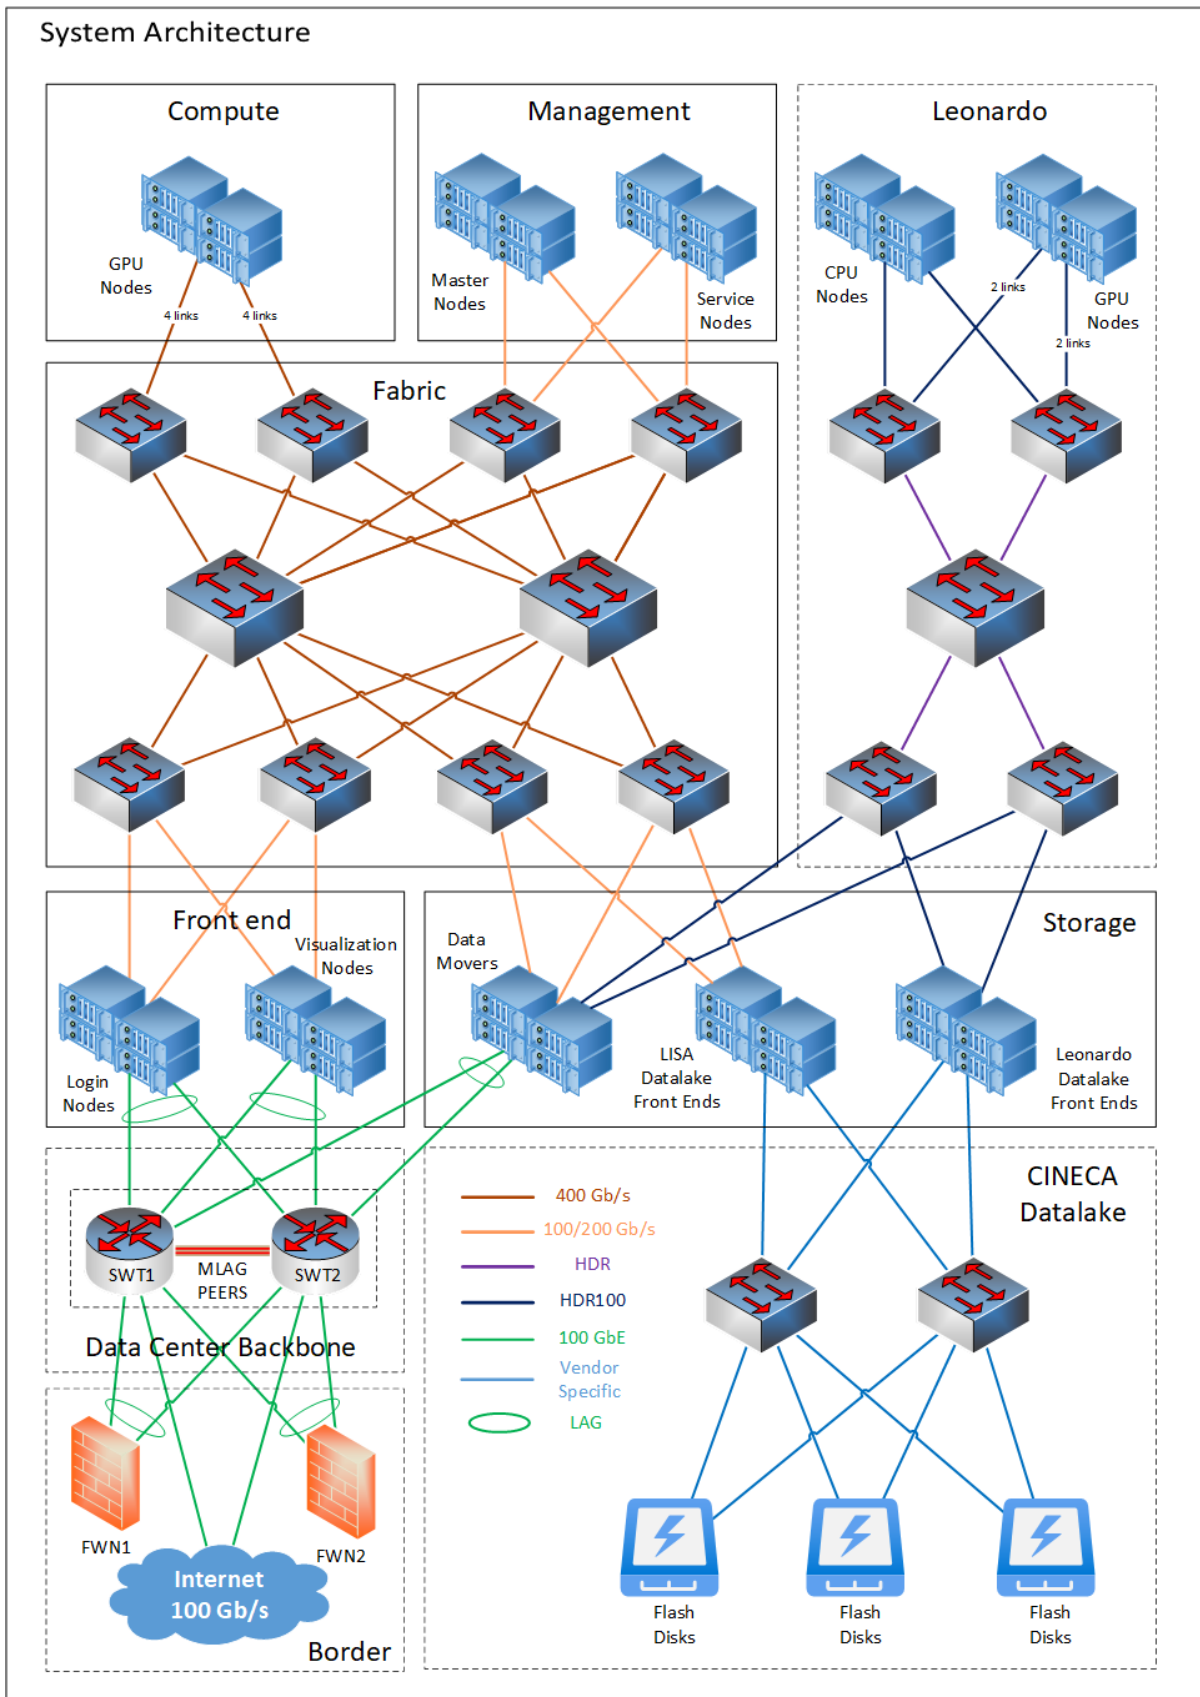 System Architecture
Compute
Management
Leonardo
GPU
Nodes
4 links
4 links
Master
Nodes
Service
Nodes
CPU
Nodes
2 links
GPU
Nodes
2 links
Fabric
Front end
Visualization
Nodes
Login
Nodes
Data
Movers
Storage
LISA
Datalake
Front Ends
Leonardo
Datalake
Front Ends
SWT1
MLAG
PEERS
SWT2
Data Center Backbone
400 Gb/s
100/200 Gb/s
HDR
HDR100
100 GbE
Vendor
Specific
LAG
CINECA
Datalake
FWN1
FWN2
Internet
100 Gb/s
Border
Flash
Disks
Flash
Disks
Flash
Disks